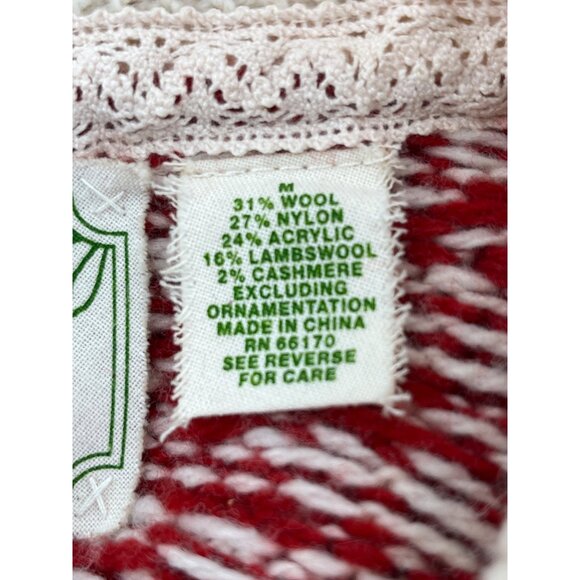 M
31% WOOL
27% NYLON
24% ACRYLIC
16% LAMBSWOOL
2% CASHMERE
EXCLUDING
ORNAMENTATION
MADE IN CHINA
RN 66170
SEE REVERSE
FOR CARE